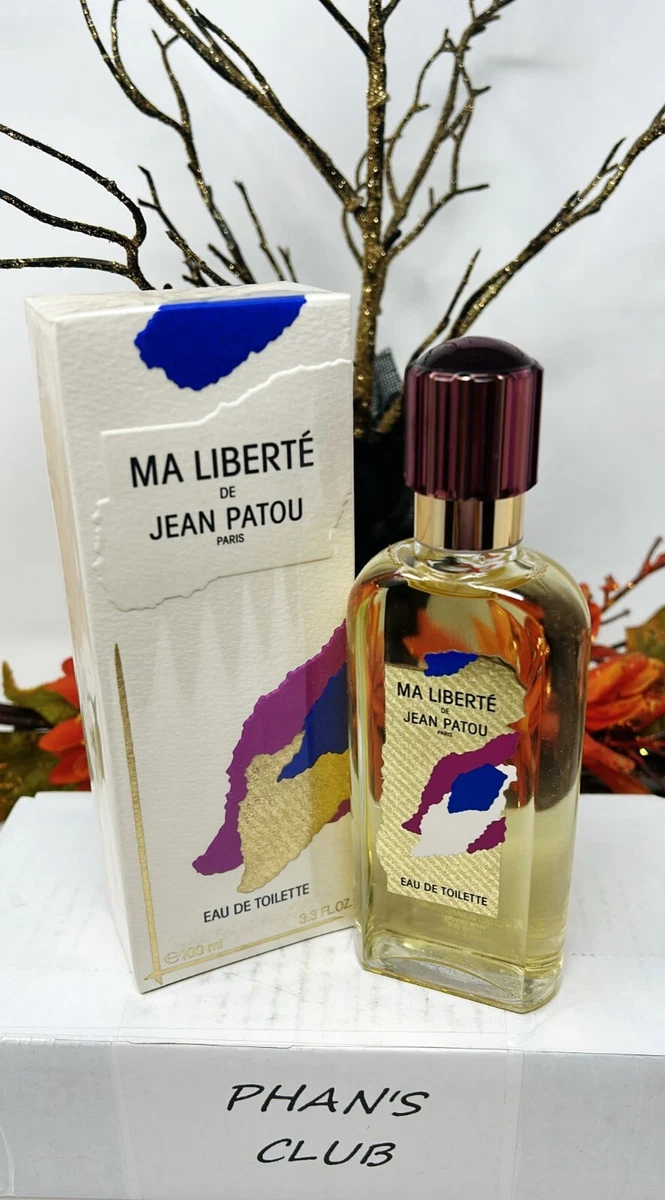 MA LIBERTÉ
DE
JEAN PATOU
PARIS
EAU DE TOILETTE
℮100 ml
3.3 FL.OZ.
MA LIBERTÉ
DE
JEAN PATOU
PARIS
EAU DE TOILETTE
PHAN'S
CLUB